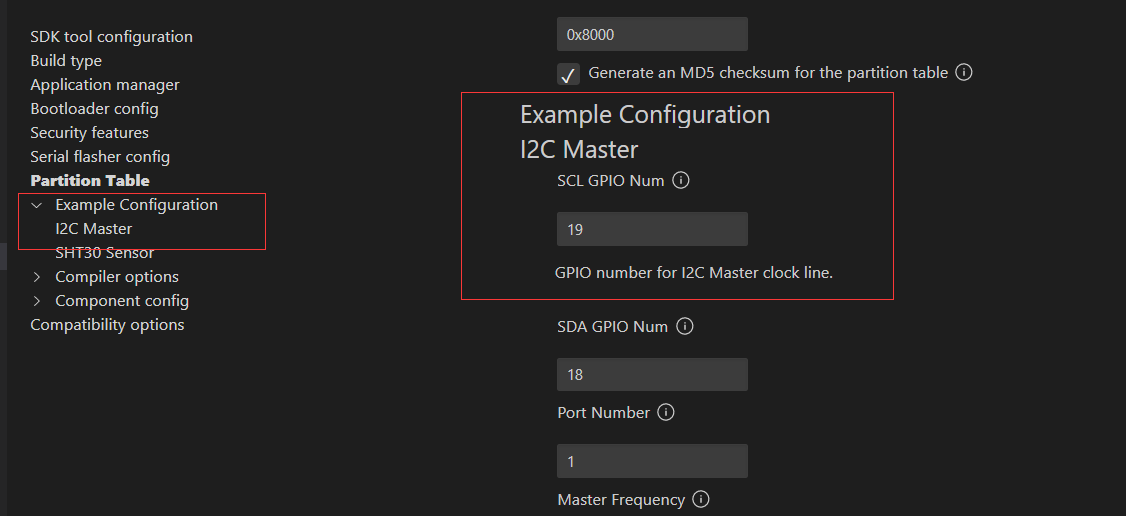 SDK tool configuration
Build type
Application manager
Bootloader config
Security features
Serial flasher config
Partition Table
Example Configuration
I2C Master
SHT30 Sensor
Compiler options
Component config
Compatibility options
0x8000
Generate an MD5 checksum for the partition table
Example Configuration
I2C Master
SCL GPIO Num
19
GPIO number for I2C Master clock line.
SDA GPIO Num
18
Port Number
1
Master Frequency